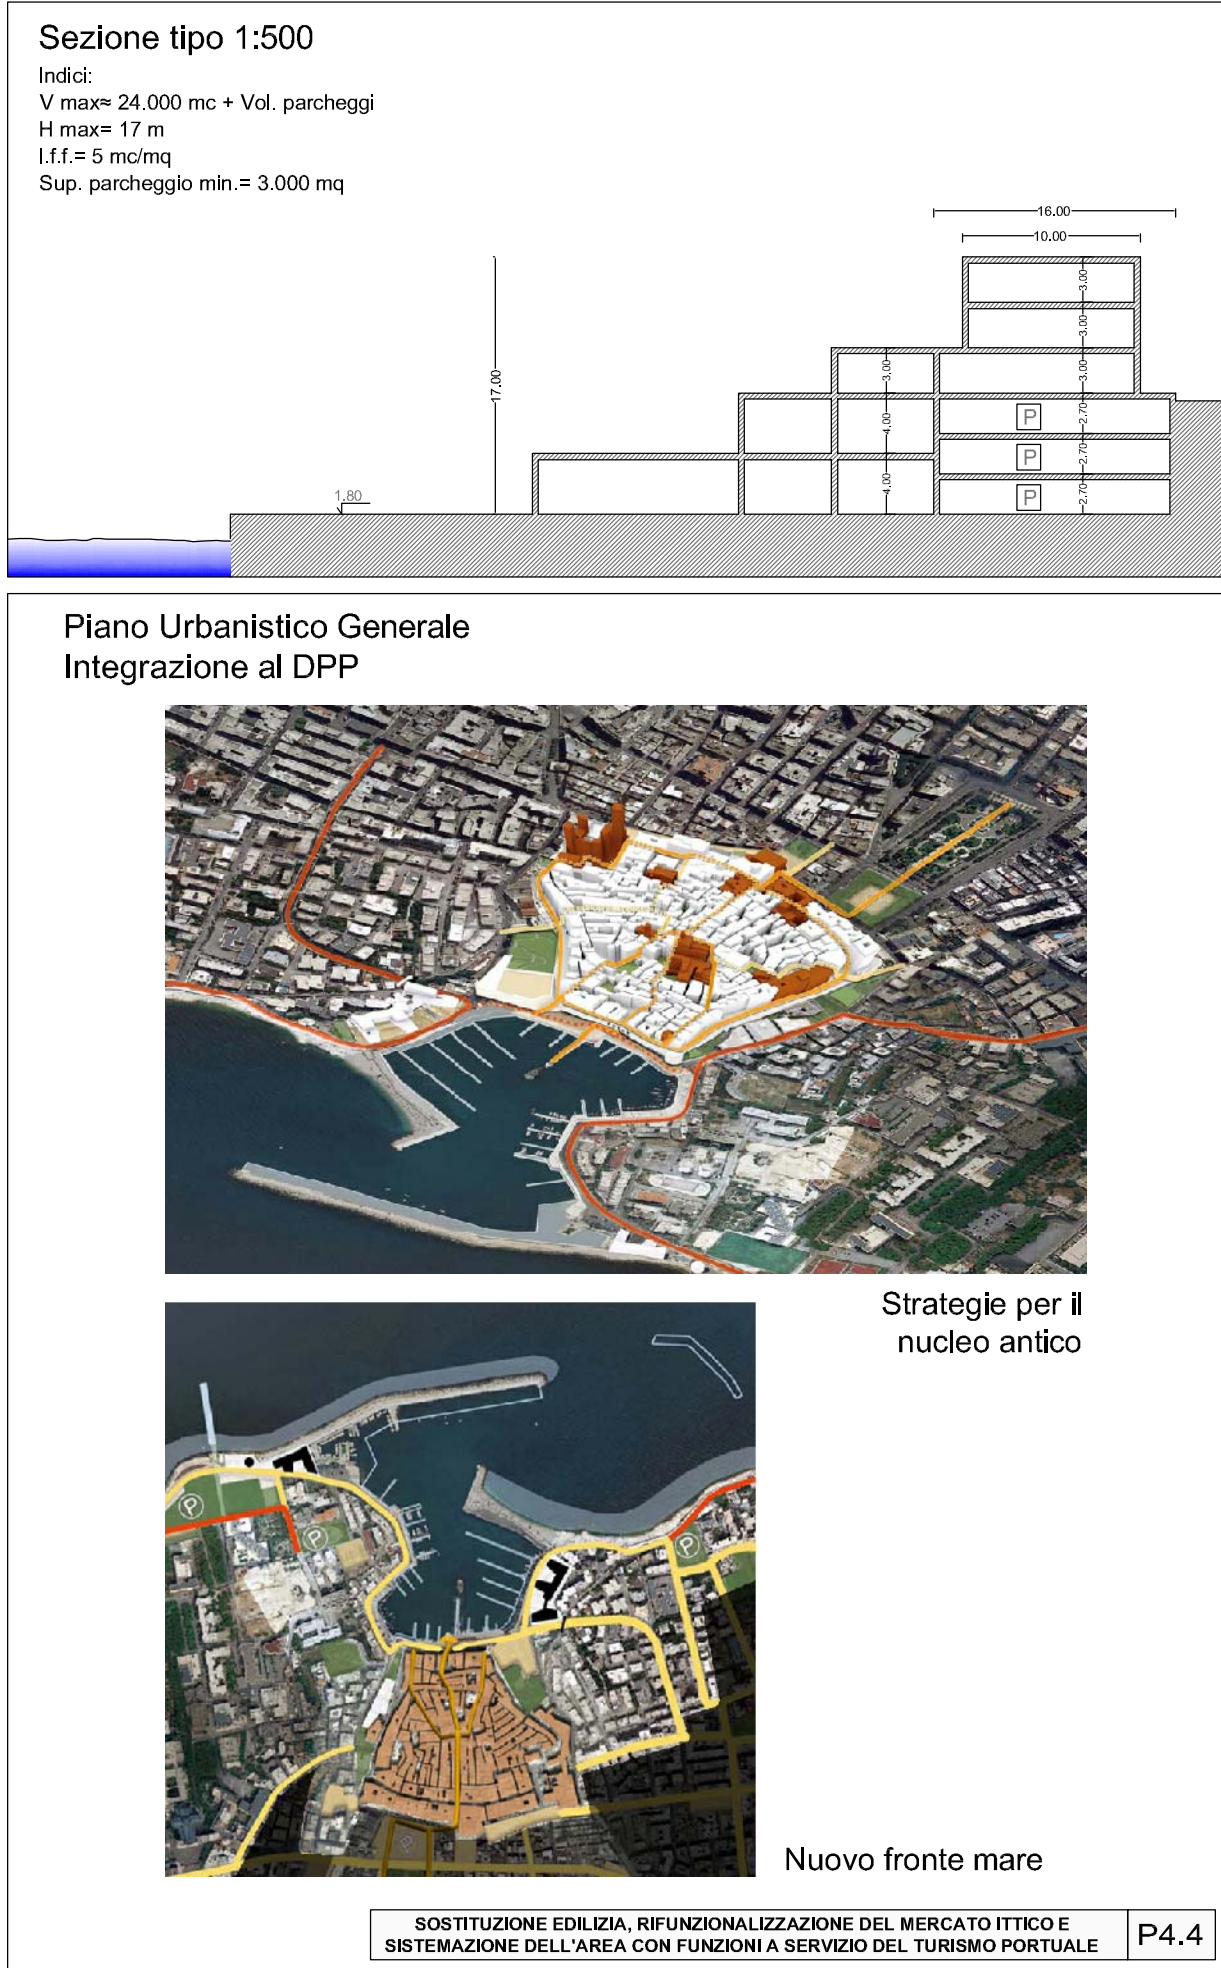 Sezione tipo 1:500
Indici:
V max≈ 24.000 mc + Vol. parcheggi
H max= 17 m
I.f.f.= 5 mc/mq
Sup. parcheggio min.= 3.000 mq
16.00
10.00
17.00
3.00
3.00
3.00
3.00
4.00
4.00
P
2.70
P
2.70
P
2.70
1.80
Piano Urbanistico Generale
Integrazione al DPP
Strategie per il
nucleo antico
P
P
P
P
Nuovo fronte mare
SOSTITUZIONE EDILIZIA, RIFUNZIONALIZZAZIONE DEL MERCATO ITTICO E
SISTEMAZIONE DELL'AREA CON FUNZIONI A SERVIZIO DEL TURISMO PORTUALE
P4.4